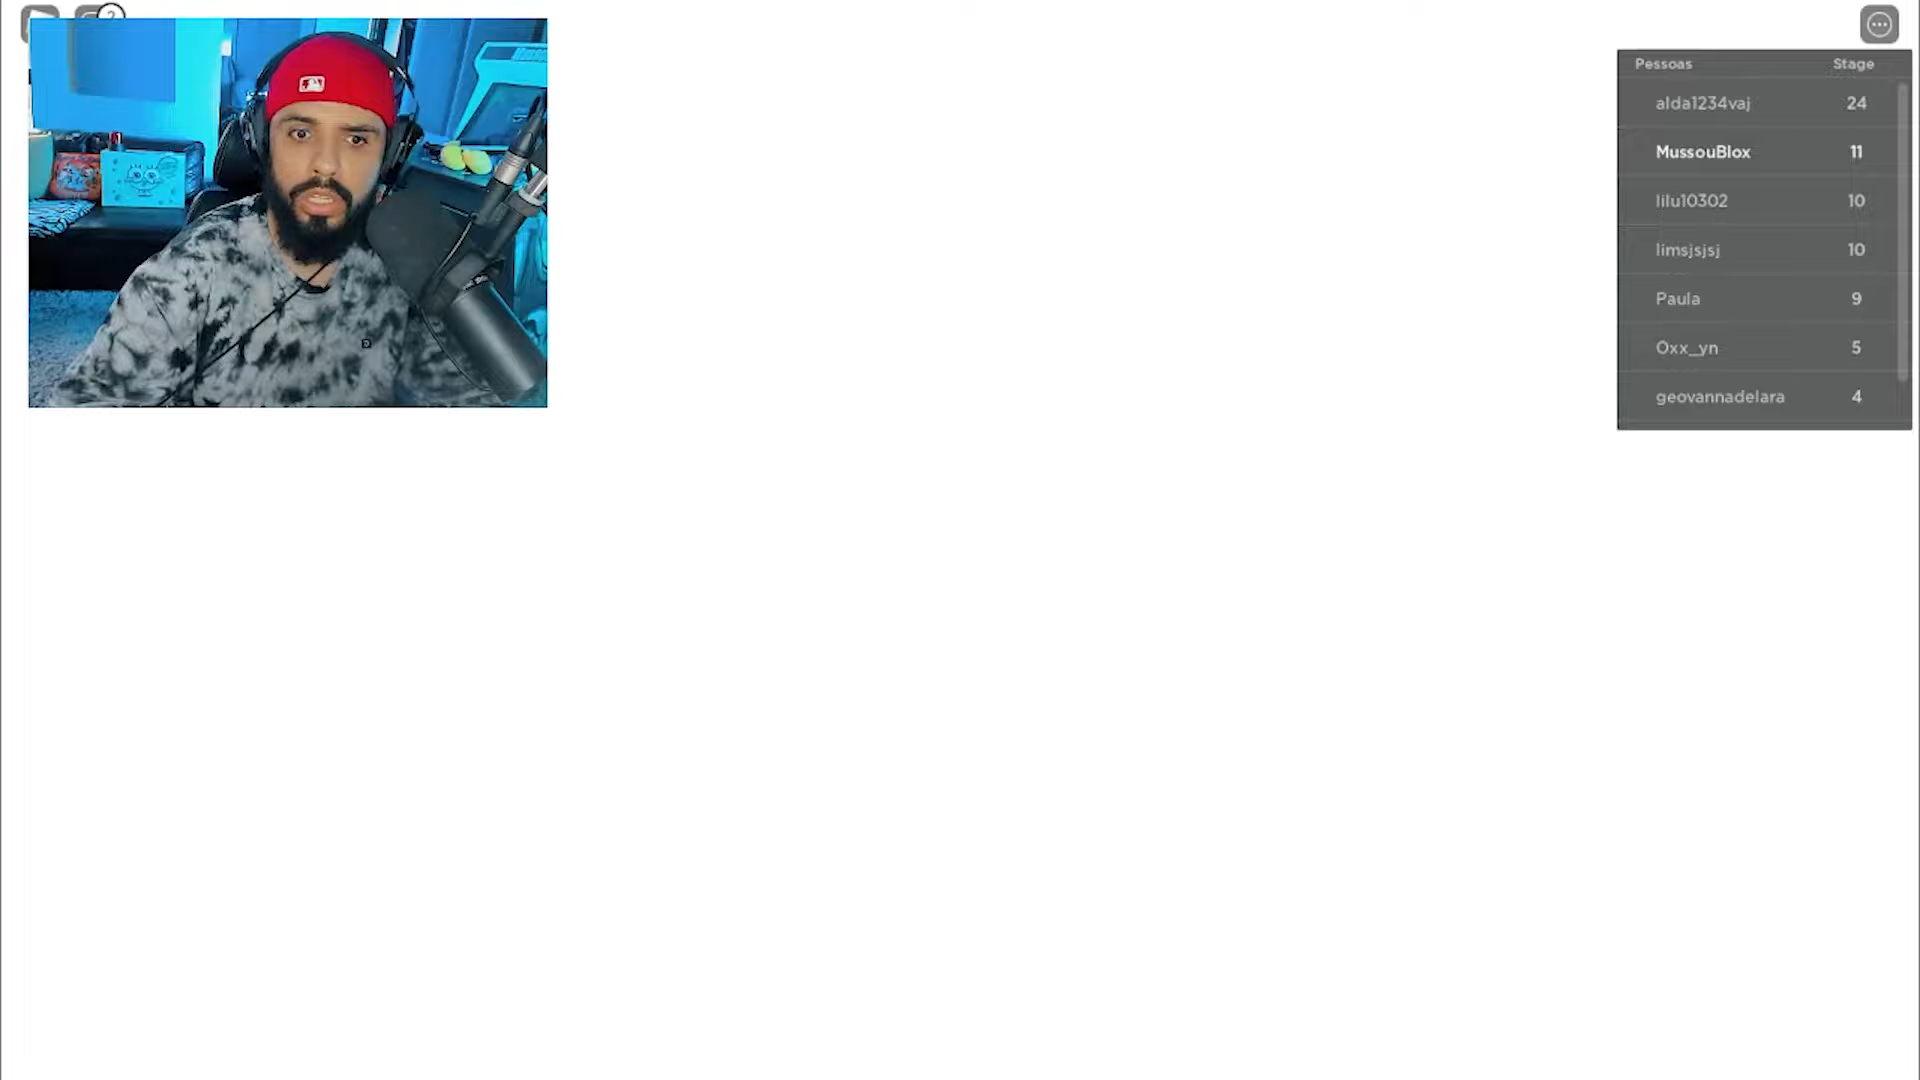 Pessoas Stage
alda1234vaj 24
MussouBlox 11
lilu10302 10
limsjsjsj 10
Paula 9
Oxx_yn 5
geovannadelara 4